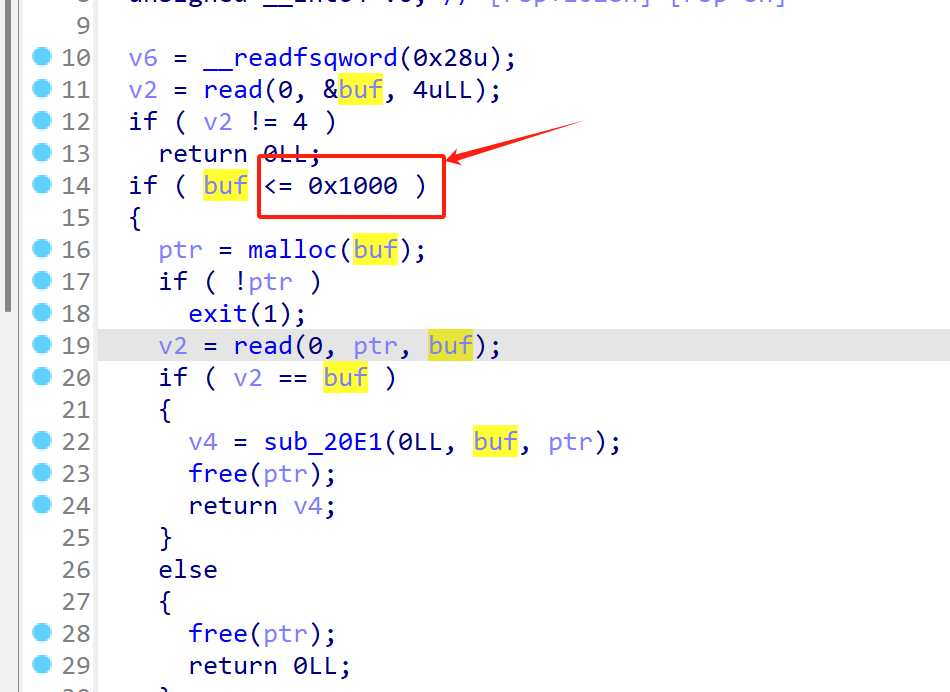 9
10 v6 = __readfsqword(0x28u);
11 v2 = read(0, &buf, 4uLL);
12 if ( v2 != 4 )
13 return 0LL;
14 if ( buf <= 0x1000 )
15 {
16 ptr = malloc(buf);
17 if ( !ptr )
18 exit(1);
19 v2 = read(0, ptr, buf);
20 if ( v2 == buf )
21 {
22 v4 = sub_20E1(0LL, buf, ptr);
23 free(ptr);
24 return v4;
25 }
26 else
27 {
28 free(ptr);
29 return 0LL;